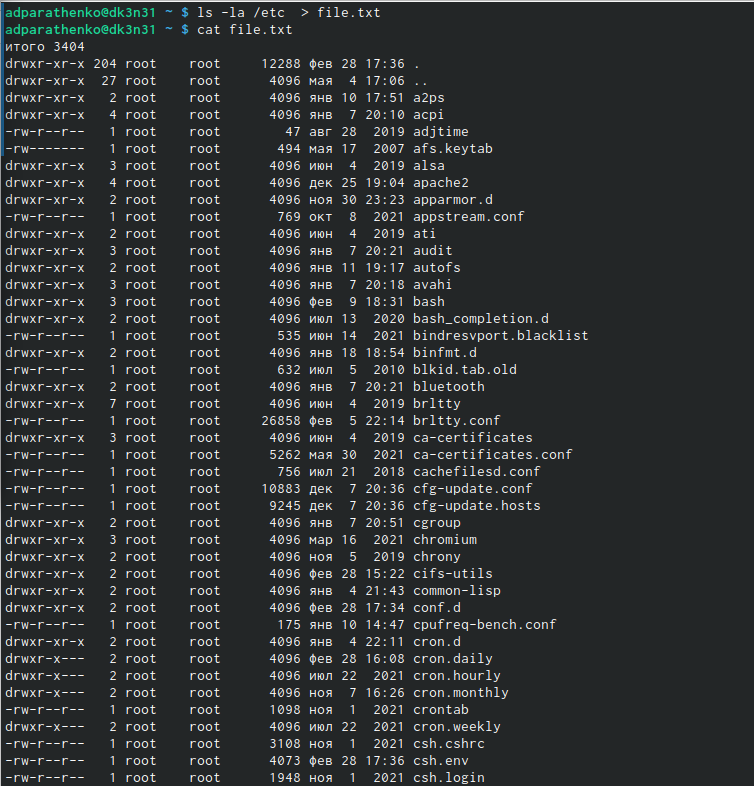 adparathenko@dk3n31 ~ $ ls -la /etc  > file.txt
adparathenko@dk3n31 ~ $ cat file.txt
итого 3404
drwxr-xr-x 204 root    root     12288 фев 28 17:36 .
drwxr-xr-x  27 root    root      4096 мая  4 17:06 ..
drwxr-xr-x   2 root    root      4096 янв 10 17:51 a2ps
drwxr-xr-x   4 root    root      4096 янв  7 20:10 acpi
-rw-r--r--   1 root    root        47 авг 28  2019 adjtime
-rw-------   1 root    root       494 мая 17  2007 afs.keytab
drwxr-xr-x   3 root    root      4096 июн  4  2019 alsa
drwxr-xr-x   4 root    root      4096 дек 25 19:04 apache2
drwxr-xr-x   2 root    root      4096 ноя 30 23:23 apparmor.d
-rw-r--r--   1 root    root       769 окт  8  2021 appstream.conf
drwxr-xr-x   2 root    root      4096 июн  4  2019 ati
drwxr-xr-x   3 root    root      4096 янв  7 20:21 audit
drwxr-xr-x   2 root    root      4096 янв 11 19:17 autofs
drwxr-xr-x   3 root    root      4096 янв  7 20:18 avahi
drwxr-xr-x   3 root    root      4096 фев  9 18:31 bash
drwxr-xr-x   2 root    root      4096 июл 13  2020 bash_completion.d
-rw-r--r--   1 root    root       535 июн 14  2021 bindresvport.blacklist
drwxr-xr-x   2 root    root      4096 янв 18 18:54 binfmt.d
-rw-r--r--   1 root    root       632 июл  5  2010 blkid.tab.old
drwxr-xr-x   2 root    root      4096 янв  7 20:21 bluetooth
drwxr-xr-x   7 root    root      4096 июн  4  2019 brltty
-rw-r--r--   1 root    root     26858 фев  5 22:14 brltty.conf
drwxr-xr-x   3 root    root      4096 июн  4  2019 ca-certificates
-rw-r--r--   1 root    root      5262 мая 30  2021 ca-certificates.conf
-rw-r--r--   1 root    root       756 июл 21  2018 cachefilesd.conf
-rw-r--r--   1 root    root     10883 дек  7 20:36 cfg-update.conf
-rw-r--r--   1 root    root      9245 дек  7 20:36 cfg-update.hosts
drwxr-xr-x   2 root    root      4096 янв  7 20:51 cgroup
drwxr-xr-x   3 root    root      4096 мар 16  2021 chromium
drwxr-xr-x   2 root    root      4096 ноя  5  2019 chrony
drwxr-xr-x   2 root    root      4096 фев 28 15:22 cifs-utils
drwxr-xr-x   2 root    root      4096 янв  4 21:43 common-lisp
drwxr-xr-x   2 root    root      4096 фев 28 17:34 conf.d
-rw-r--r--   1 root    root       175 янв 10 14:47 cpufreq-bench.conf
drwxr-xr-x   2 root    root      4096 янв  4 22:11 cron.d
drwxr-x---   2 root    root      4096 фев 28 16:08 cron.daily
drwxr-x---   2 root    root      4096 июл 22  2021 cron.hourly
drwxr-x---   2 root    root      4096 ноя  7 16:26 cron.monthly
-rw-r--r--   1 root    root      1098 ноя  1  2021 crontab
drwxr-x---   2 root    root      4096 июл 22  2021 cron.weekly
-rw-r--r--   1 root    root      3108 ноя  1  2021 csh.cshrc
-rw-r--r--   1 root    root      4073 фев 28 17:36 csh.env
-rw-r--r--   1 root    root      1948 ноя  1  2021 csh.login